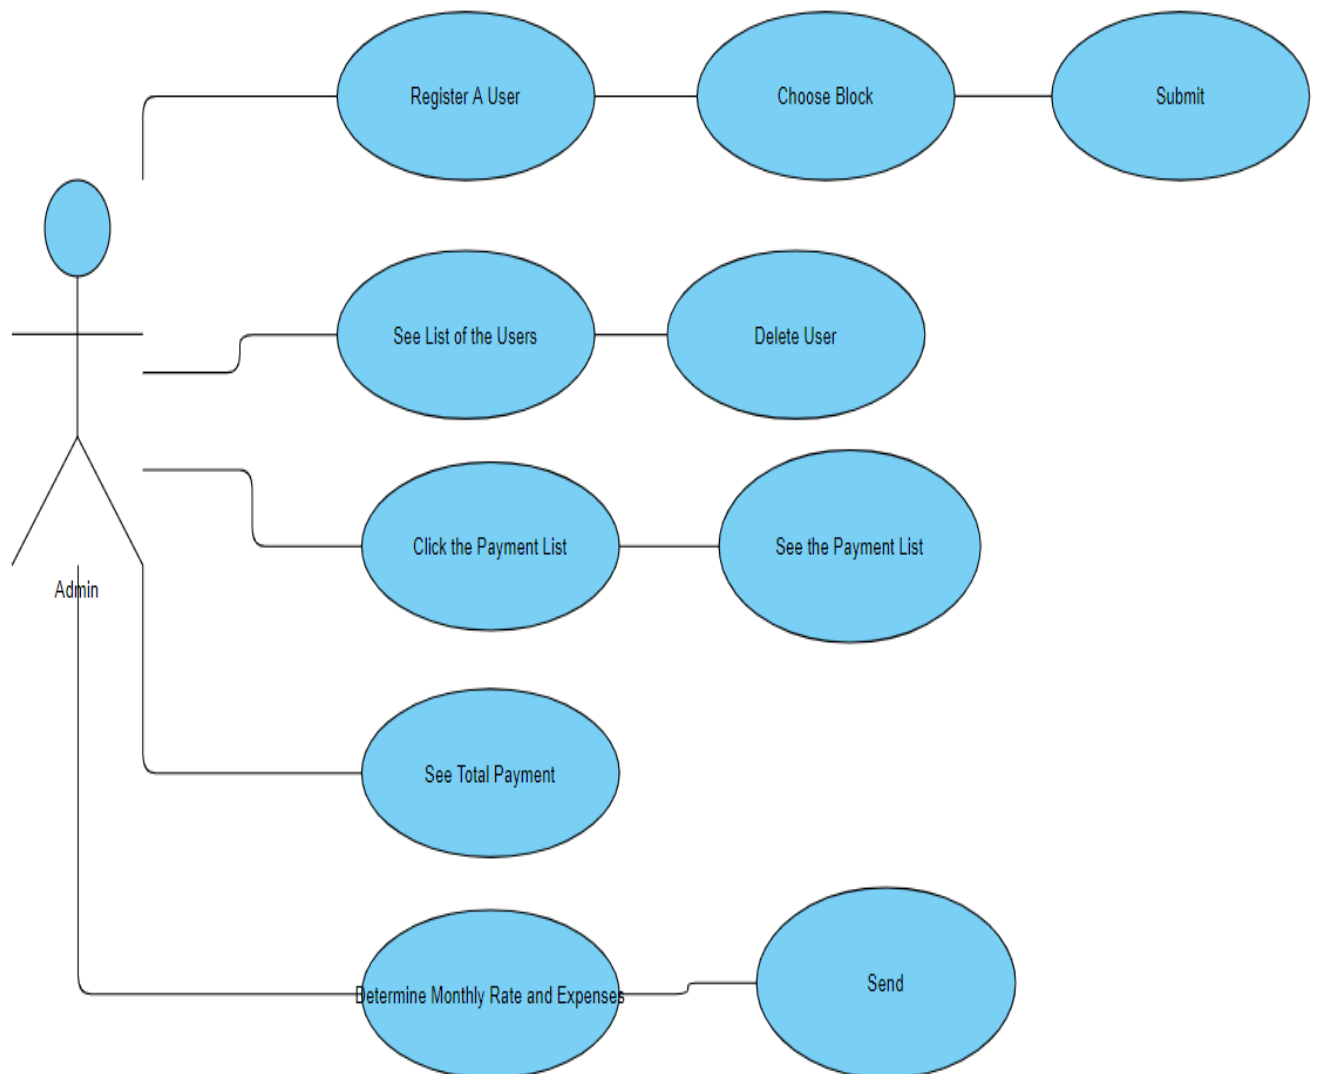 Register A User
Choose Block
Submit
See List of the Users
Delete User
Click the Payment List
See the Payment List
Admin
See Total Payment
Determine Monthly Rate and Expenses
Send